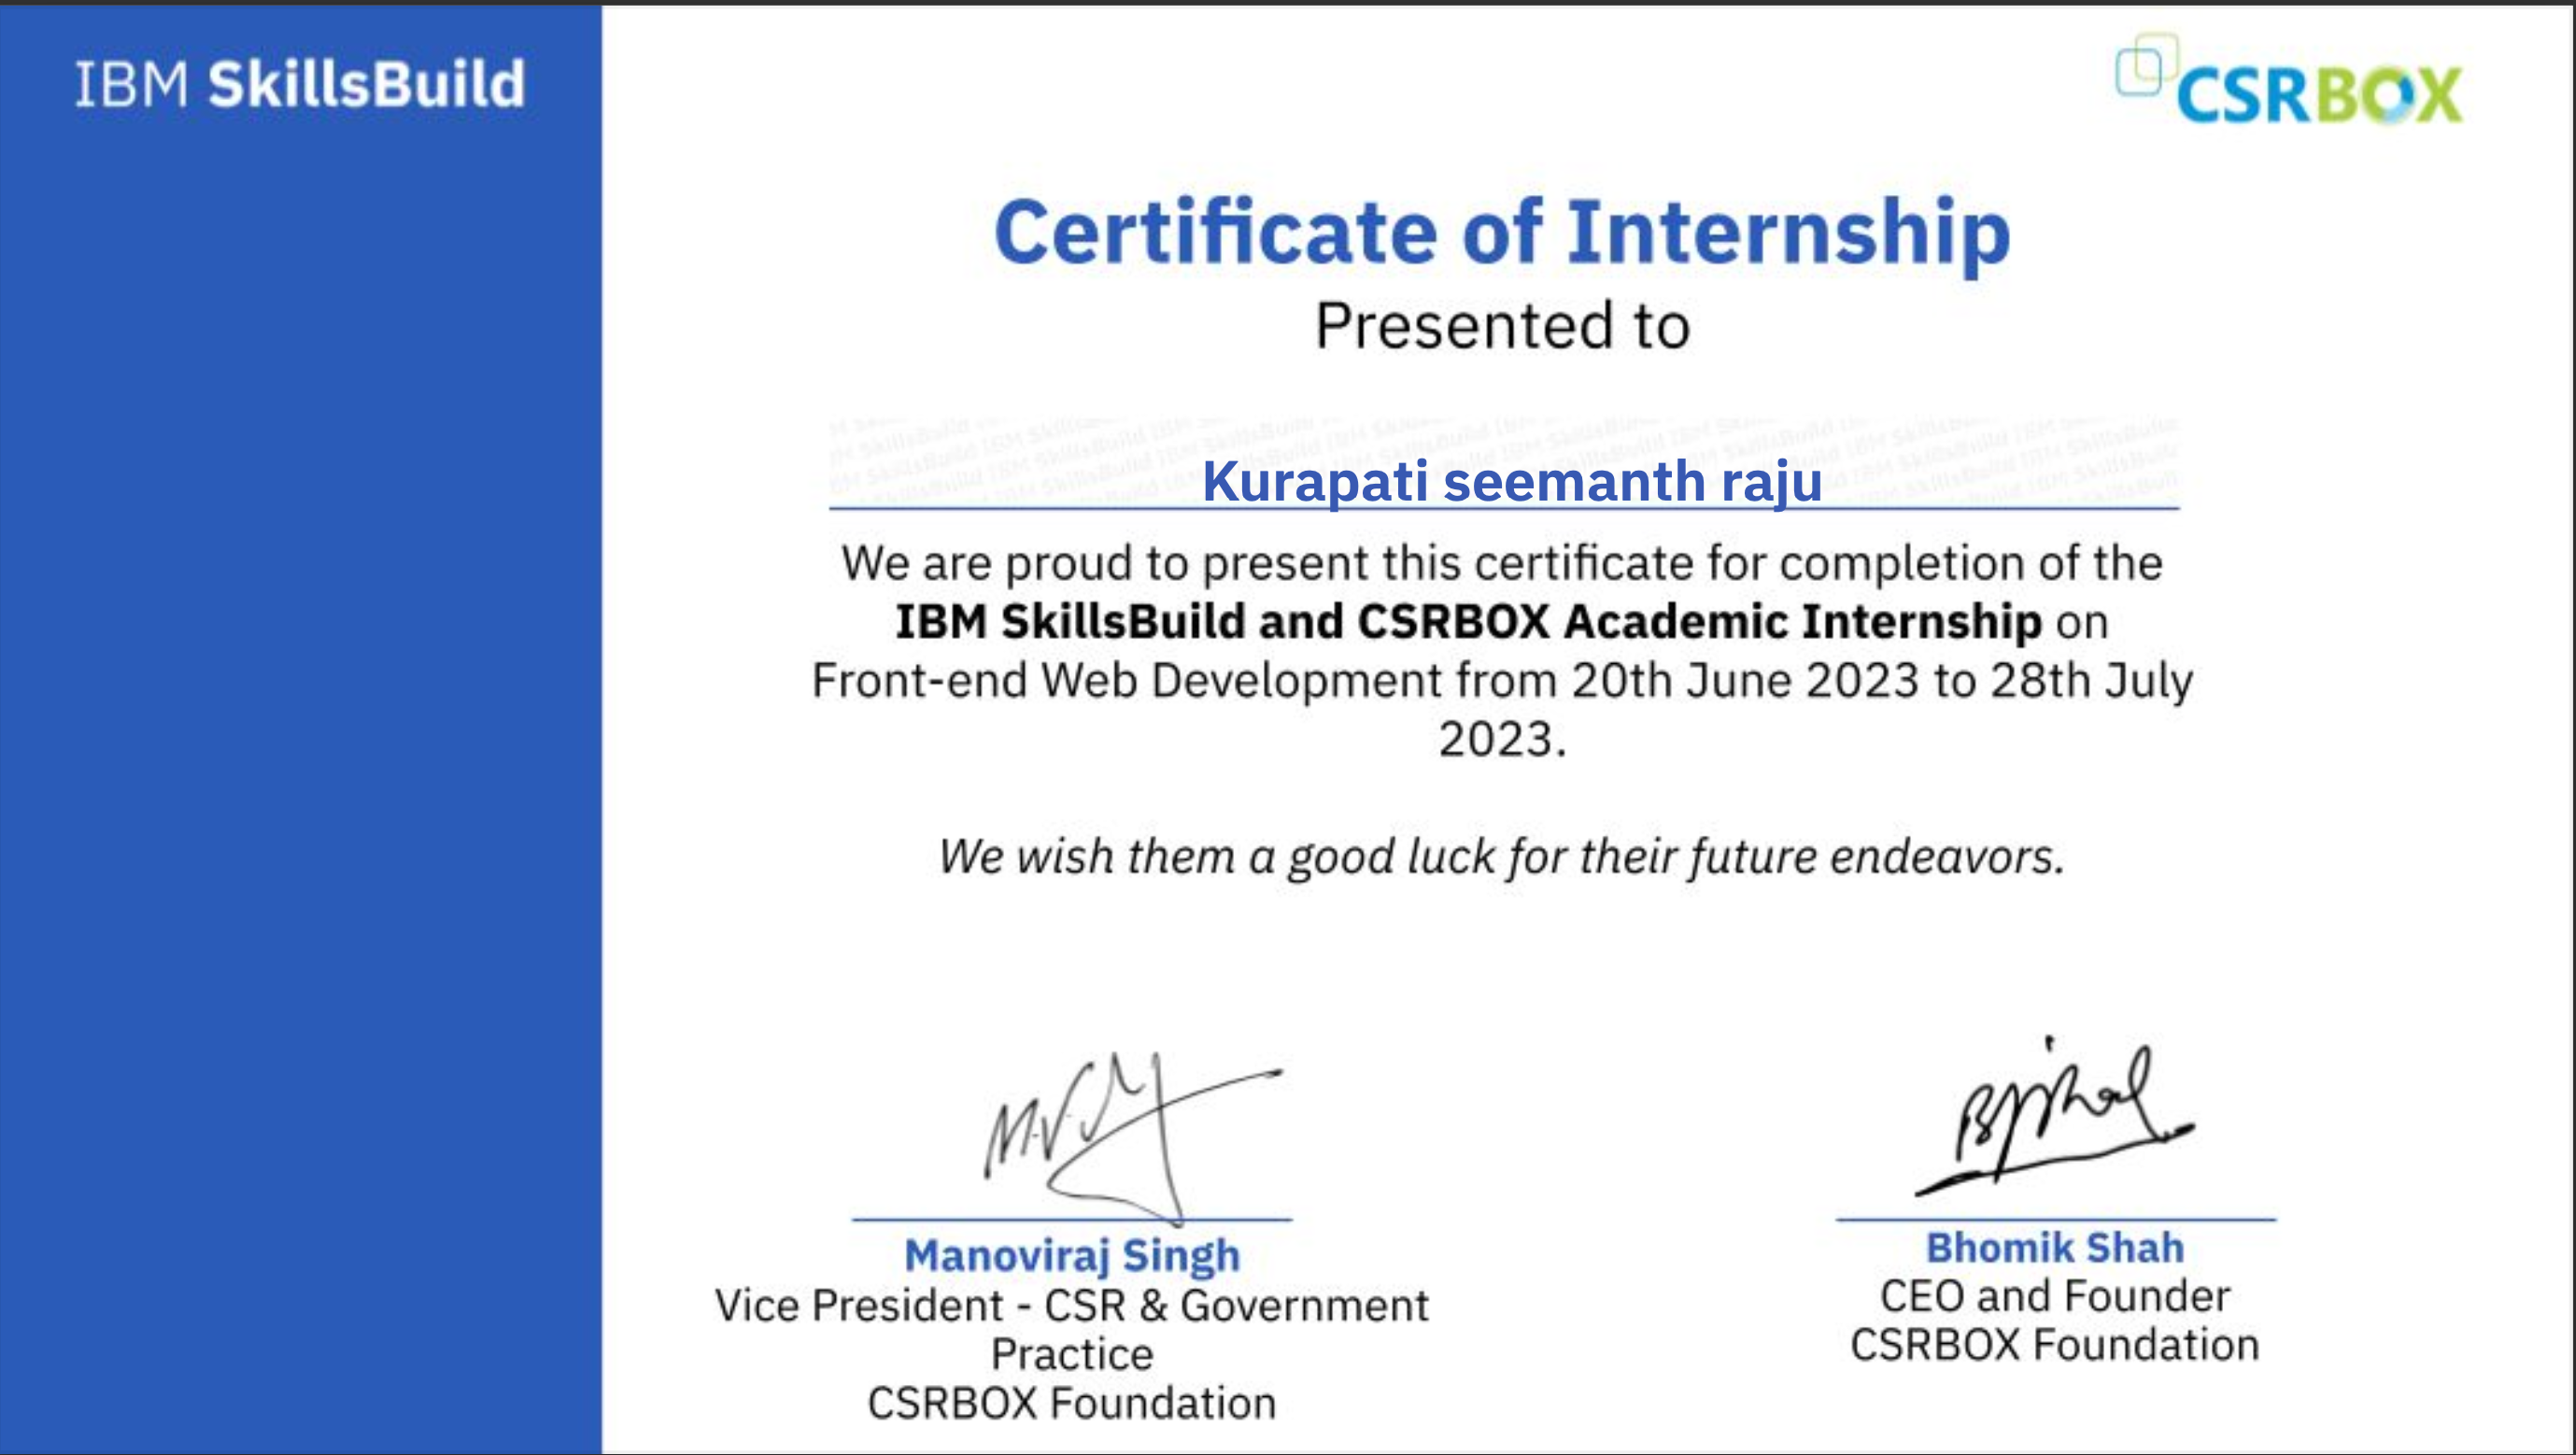 IBM SkillsBuild
CSRBOX
Certificate of Internship
Presented to
Kurapati seemanth raju
We are proud to present this certificate for completion of the
IBM SkillsBuild and CSRBOX Academic Internship on
Front-end Web Development from 20th June 2023 to 28th July
2023.
We wish them a good luck for their future endeavors.
Manoviraj Singh
Vice President - CSR & Government
Practice
CSRBOX Foundation
Bhomik Shah
CEO and Founder
CSRBOX Foundation